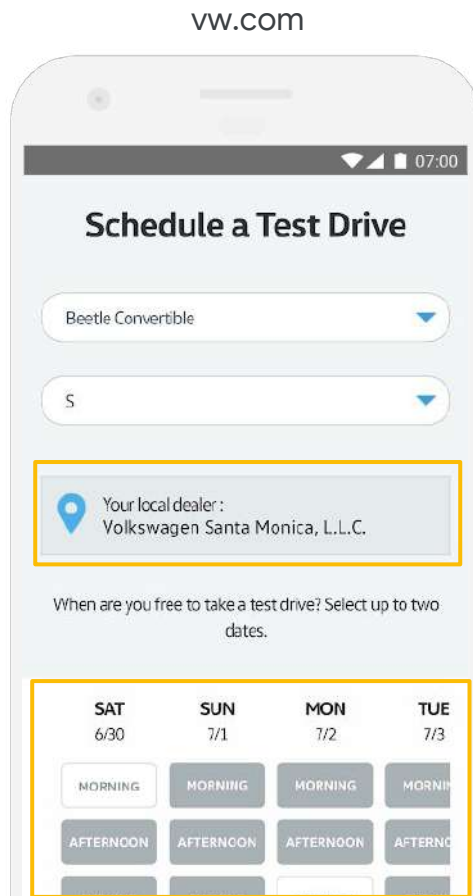 vw.com
07:00
Schedule a Test Drive
Beetle Convertible
S
Your local dealer :
Volkswagen Santa Monica, L.L.C.
When are you free to take a test drive? Select up to two
dates.
SAT SUN MON TUE
6/30 7/1 7/2 7/3
MORNING MORNING MORNING MORNIN
AFTERNOON AFTERNOON AFTERNOON AFTERNO